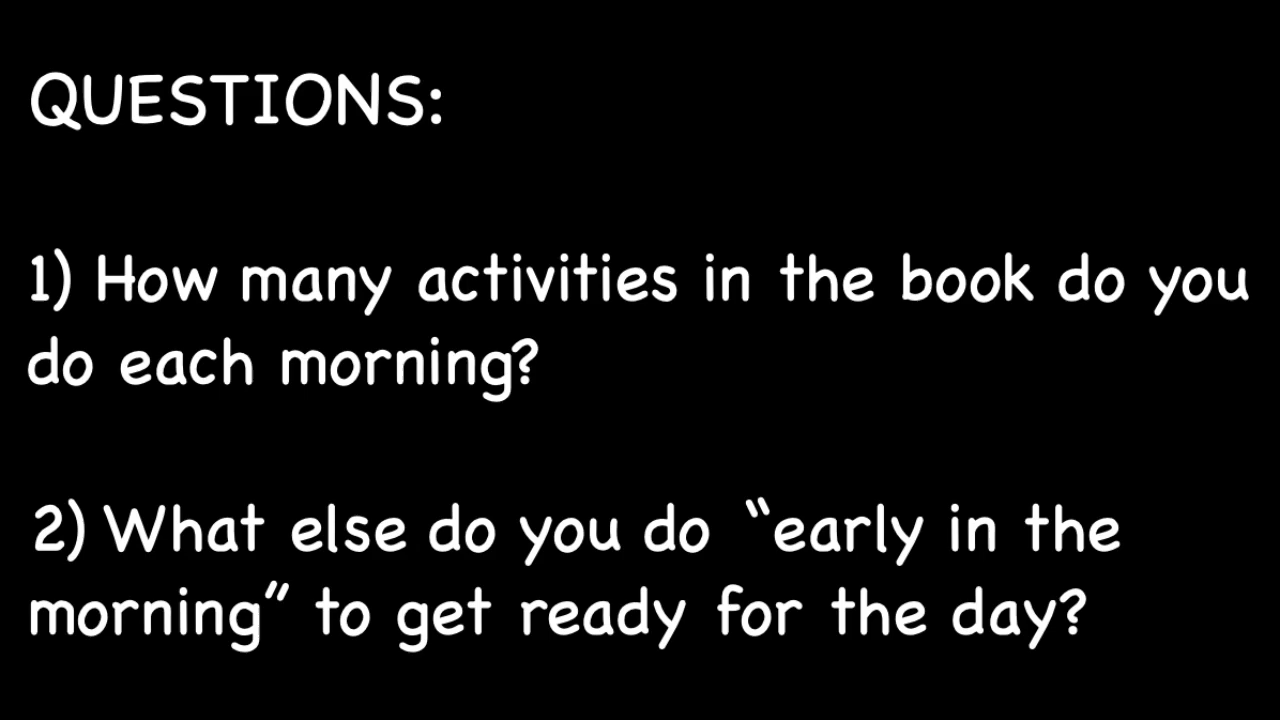 QUESTIONS:
1) How many activities in the book do you
do each morning?
2) What else do you do “early in the
morning” to get ready for the day?